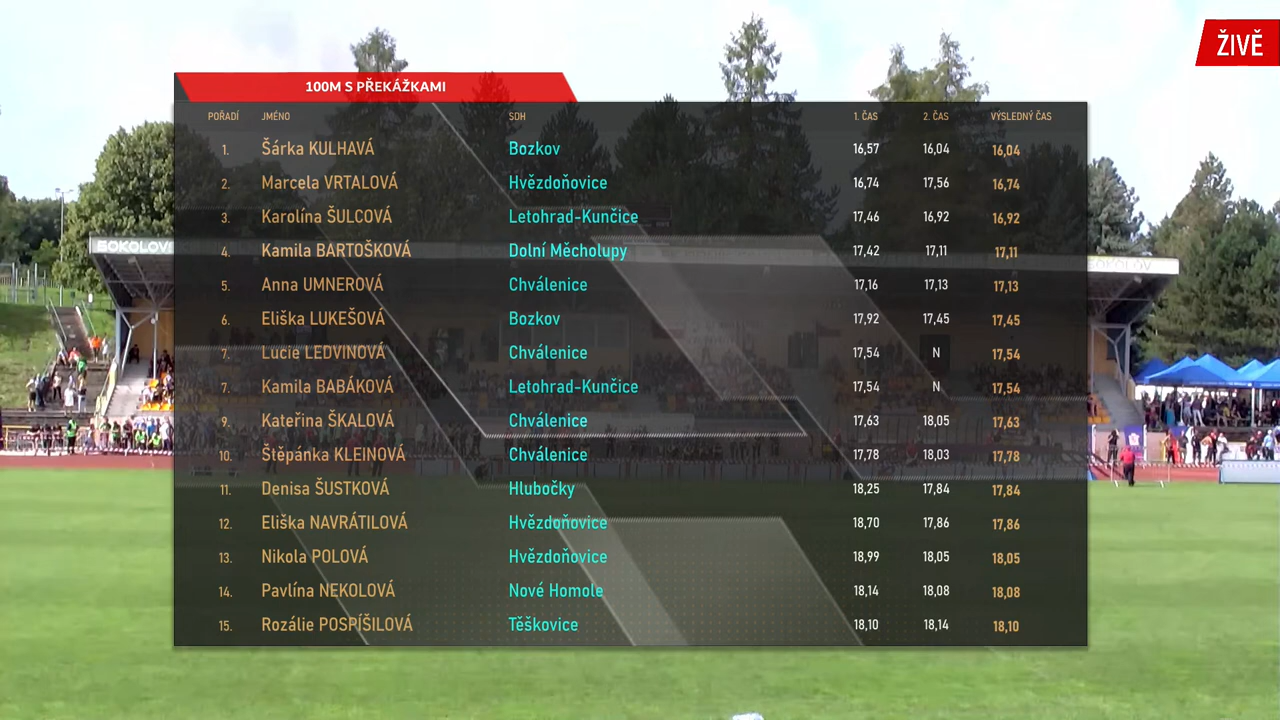 ŽIVĚ
100M S PŘEKÁŽKAMI
POŘADÍ JMÉNO SDH 1. ČAS 2. ČAS VÝSLEDNÝ ČAS
1. Šárka KULHAVÁ Bozkov 16,57 16,04 16,04
2. Marcela VRTALOVÁ Hvězdoňovice 16,74 17,56 16,74
3. Karolína ŠULCOVÁ Letohrad-Kunčice 17,46 16,92 16,92
4. Kamila BARTOŠKOVÁ Dolní Měcholupy 17,42 17,11 17,11
5. Anna UMNEROVÁ Chválenice 17,16 17,13 17,13
6. Eliška LUKEŠOVÁ Bozkov 17,92 17,45 17,45
7. Lucie LEDVINOVÁ Chválenice 17,54 N 17,54
7. Kamila BABÁKOVÁ Letohrad-Kunčice 17,54 N 17,54
9. Kateřina ŠKALOVÁ Chválenice 17,63 18,05 17,63
10. Štěpánka KLEINOVÁ Chválenice 17,78 18,03 17,78
11. Denisa ŠUSTKOVÁ Hlubočky 18,25 17,84 17,84
12. Eliška NAVRÁTILOVÁ Hvězdoňovice 18,70 17,86 17,86
13. Nikola POLOVÁ Hvězdoňovice 18,99 18,05 18,05
14. Pavlína NEKOLOVÁ Nové Homole 18,14 18,08 18,08
15. Rozálie POSPÍŠILOVÁ Těškovice 18,10 18,14 18,10